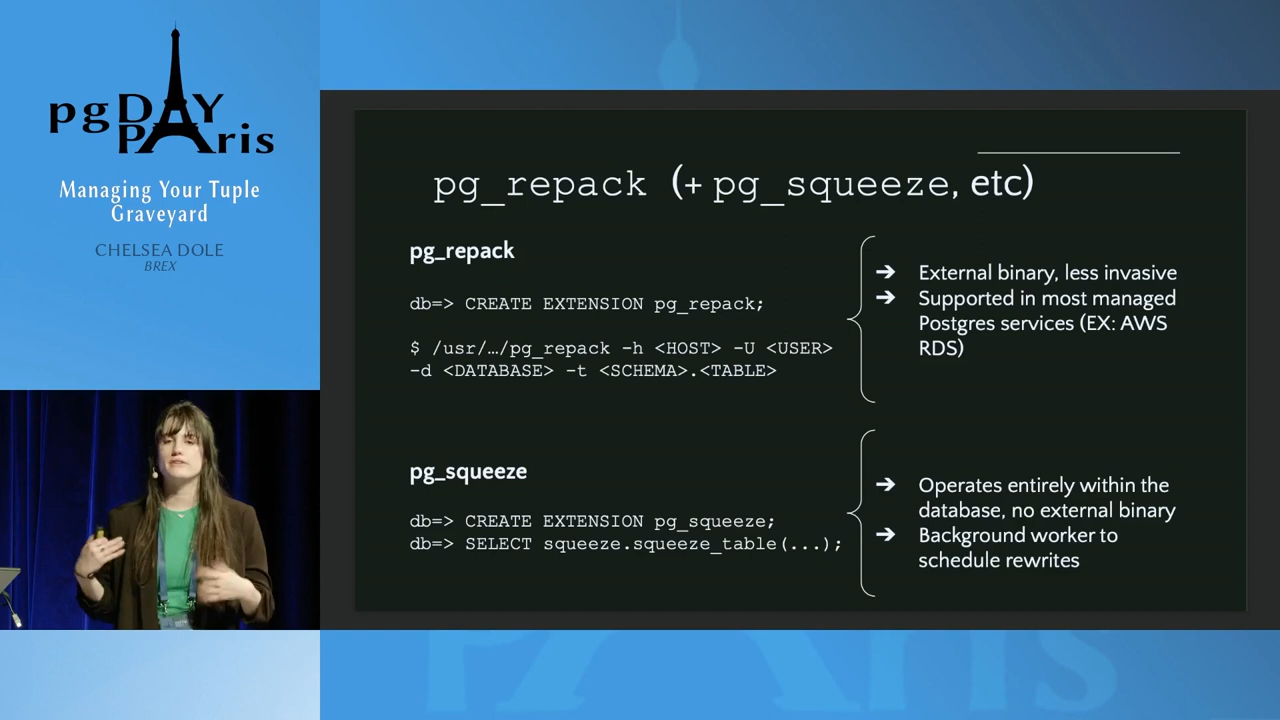 pgDAY
PAris
Managing Your Tuple
Graveyard
CHELSEA DOLE
BREX
pg_repack (+ pg_squeeze, etc)
pg_repack
db=> CREATE EXTENSION pg_repack;
$ /usr/…/pg_repack -h <HOST> -U <USER>
-d <DATABASE> -t <SCHEMA>.<TABLE>
➔ External binary, less invasive
➔ Supported in most managed
Postgres services (EX: AWS
RDS)
pg_squeeze
db=> CREATE EXTENSION pg_squeeze;
db=> SELECT squeeze.squeeze_table(...);
➔ Operates entirely within the
database, no external binary
➔ Background worker to
schedule rewrites
PAris